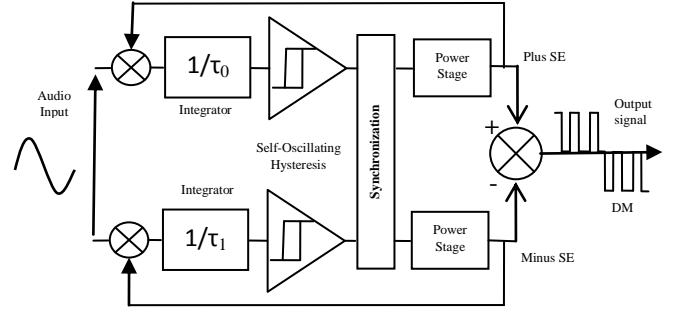 1/τ0
Integrator
Power
Stage
Plus SE
Audio
Input
Self-Oscillating
Hysteresis
Synchronization
+
-
Output
signal
DM
Integrator
1/τ1
Power
Stage
Minus SE